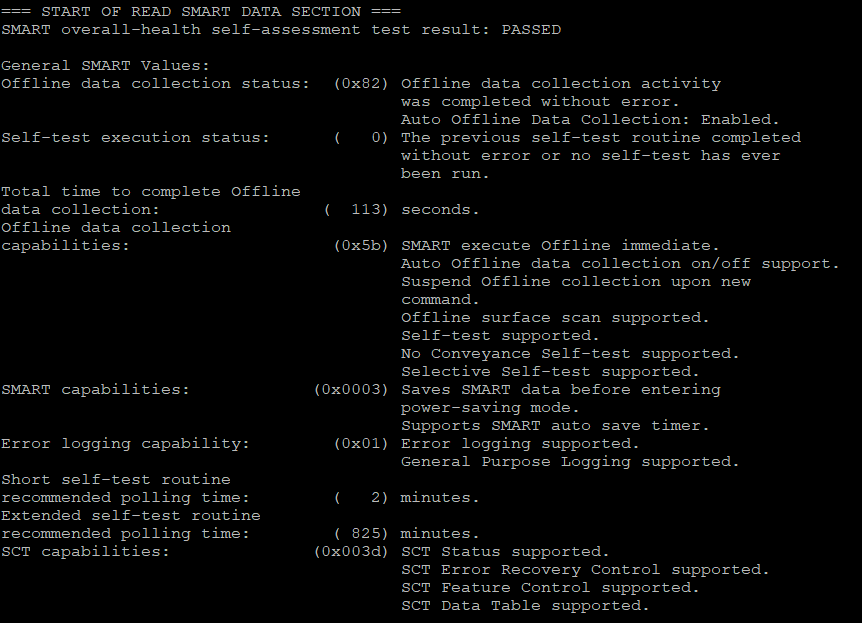 === START OF READ SMART DATA SECTION ===
SMART overall-health self-assessment test result: PASSED

General SMART Values:
Offline data collection status:  (0x82) Offline data collection activity
                                        was completed without error.
                                        Auto Offline Data Collection: Enabled.
Self-test execution status:      (   0) The previous self-test routine completed
                                        without error or no self-test has ever
                                        been run.
Total time to complete Offline
data collection:                (  113) seconds.
Offline data collection
capabilities:                    (0x5b) SMART execute Offline immediate.
                                        Auto Offline data collection on/off support.
                                        Suspend Offline collection upon new
                                        command.
                                        Offline surface scan supported.
                                        Self-test supported.
                                        No Conveyance Self-test supported.
                                        Selective Self-test supported.
SMART capabilities:            (0x0003) Saves SMART data before entering
                                        power-saving mode.
                                        Supports SMART auto save timer.
Error logging capability:        (0x01) Error logging supported.
                                        General Purpose Logging supported.
Short self-test routine
recommended polling time:        (   2) minutes.
Extended self-test routine
recommended polling time:        ( 825) minutes.
SCT capabilities:              (0x003d) SCT Status supported.
                                        SCT Error Recovery Control supported.
                                        SCT Feature Control supported.
                                        SCT Data Table supported.